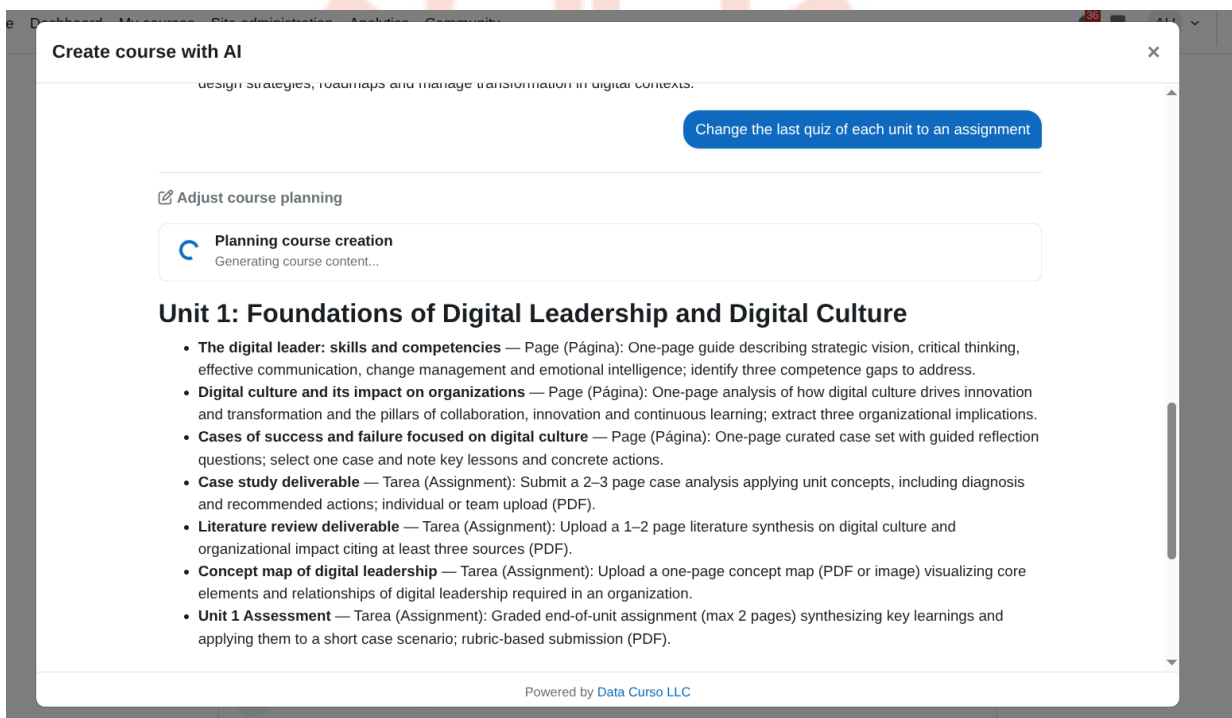 e Dashboard My courses Site administration Analytics Community 36 AU
Create course with AI ×
design strategies, roadmaps and manage transformation in digital contexts.
Change the last quiz of each unit to an assignment
Adjust course planning
Planning course creation
Generating course content...
Unit 1: Foundations of Digital Leadership and Digital Culture
• The digital leader: skills and competencies — Page (Página): One-page guide describing strategic vision, critical thinking,
effective communication, change management and emotional intelligence; identify three competence gaps to address.
• Digital culture and its impact on organizations — Page (Página): One-page analysis of how digital culture drives innovation
and transformation and the pillars of collaboration, innovation and continuous learning; extract three organizational implications.
• Cases of success and failure focused on digital culture — Page (Página): One-page curated case set with guided reflection
questions; select one case and note key lessons and concrete actions.
• Case study deliverable — Tarea (Assignment): Submit a 2–3 page case analysis applying unit concepts, including diagnosis
and recommended actions; individual or team upload (PDF).
• Literature review deliverable — Tarea (Assignment): Upload a 1–2 page literature synthesis on digital culture and
organizational impact citing at least three sources (PDF).
• Concept map of digital leadership — Tarea (Assignment): Upload a one-page concept map (PDF or image) visualizing core
elements and relationships of digital leadership required in an organization.
• Unit 1 Assessment — Tarea (Assignment): Graded end-of-unit assignment (max 2 pages) synthesizing key learnings and
applying them to a short case scenario; rubric-based submission (PDF).
Powered by Data Curso LLC